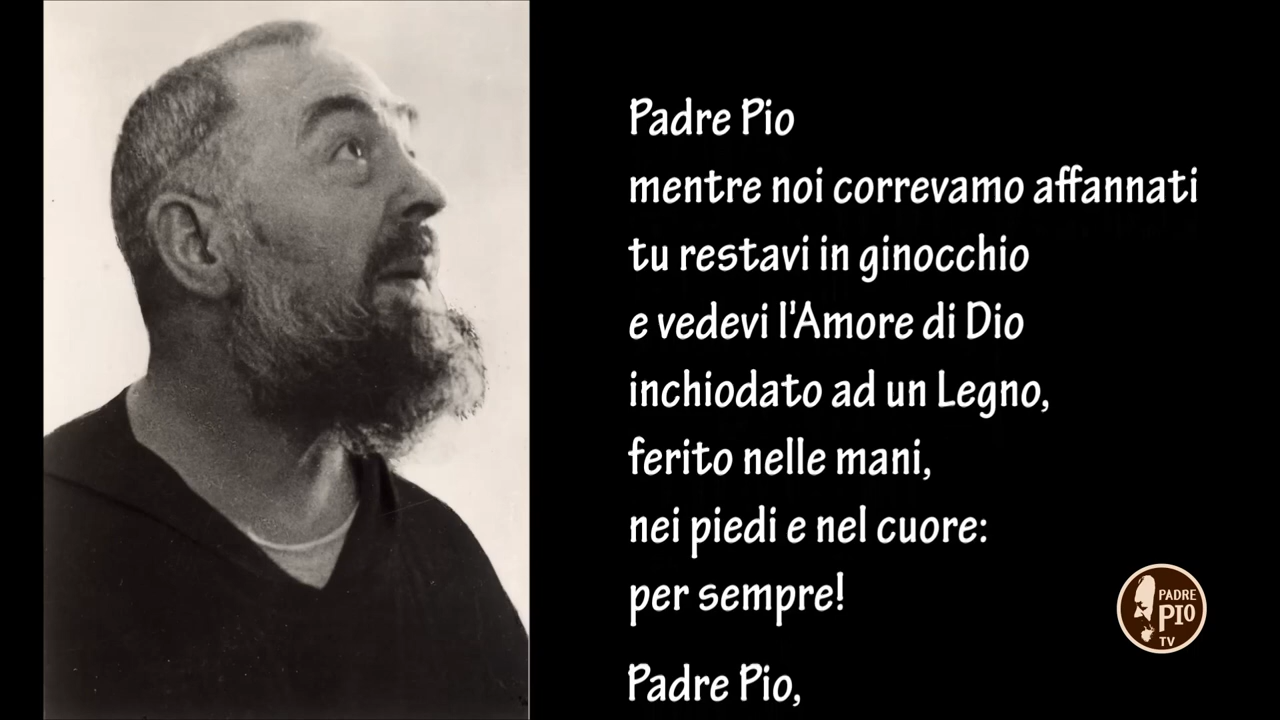 Padre Pio
mentre noi correvamo affannati
tu restavi in ginocchio
e vedevi l'Amore di Dio
inchiodato ad un Legno,
ferito nelle mani,
nei piedi e nel cuore:
per sempre!
Padre Pio,
PADRE
PIO
TV